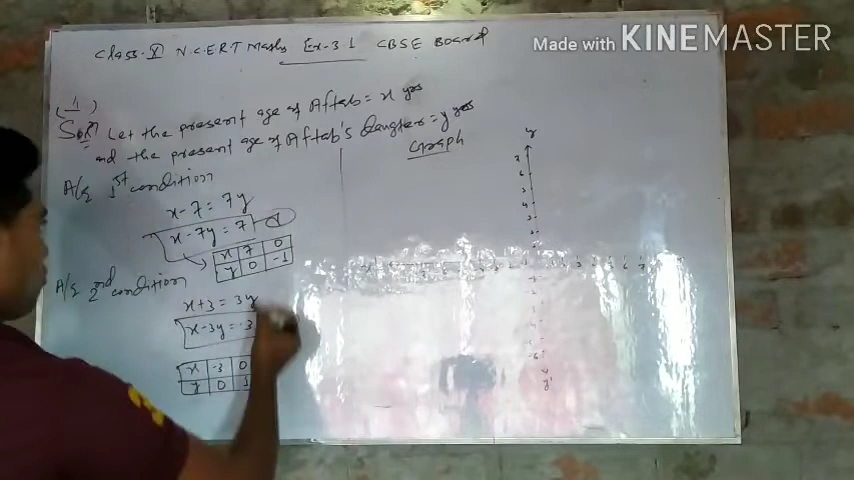 Made with KINEMASTER
Class-X N.C.E.R.T Maths Ex-3.1 CBSE Board
(1)
Soln Let the present age of Aftab = x yrs
and the present age of Aftab's daughter = y yrs
A/q 1st condition
x-7 = 7y
x-7y = 7 - (1)
x 7 0
y 0 -1
A/q 2nd condition
x+3 = 3y
x-3y = -3
x -3 0
y 0 1
Graph
y
y'